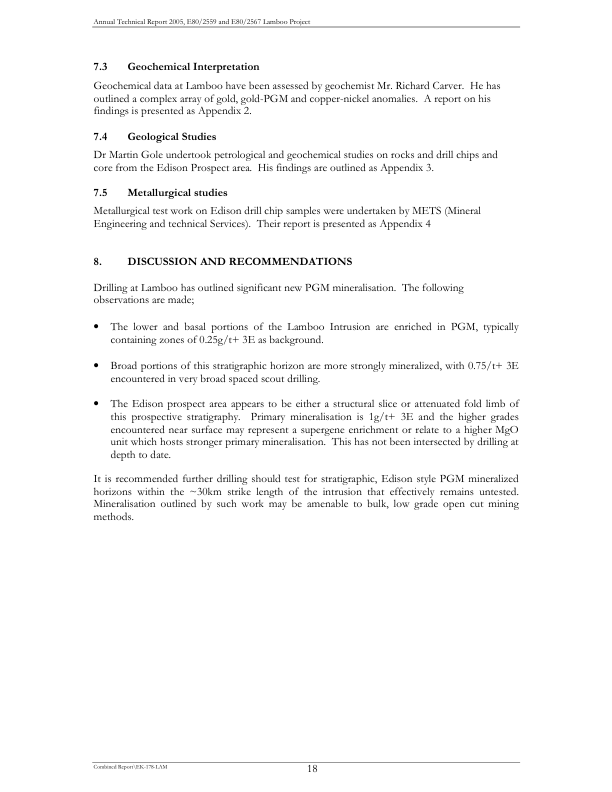 Annual Technical Report 2005, E80/2559 and E80/2567 Lamboo Project
7.3 Geochemical Interpretation
Geochemical data at Lamboo have been assessed by geochemist Mr. Richard Carver. He has
outlined a complex array of gold, gold-PGM and copper-nickel anomalies. A report on his
findings is presented as Appendix 2.
7.4 Geological Studies
Dr Martin Gole undertook petrological and geochemical studies on rocks and drill chips and
core from the Edison Prospect area. His findings are outlined as Appendix 3.
7.5 Metallurgical studies
Metallurgical test work on Edison drill chip samples were undertaken by METS (Mineral
Engineering and technical Services). Their report is presented as Appendix 4
8. DISCUSSION AND RECOMMENDATIONS
Drilling at Lamboo has outlined significant new PGM mineralisation. The following
observations are made;
• The lower and basal portions of the Lamboo Intrusion are enriched in PGM, typically
containing zones of 0.25g/t+ 3E as background.
• Broad portions of this stratigraphic horizon are more strongly mineralized, with 0.75/t+ 3E
encountered in very broad spaced scout drilling.
• The Edison prospect area appears to be either a structural slice or attenuated fold limb of
this prospective stratigraphy. Primary mineralisation is 1g/t+ 3E and the higher grades
encountered near surface may represent a supergene enrichment or relate to a higher MgO
unit which hosts stronger primary mineralisation. This has not been intersected by drilling at
depth to date.
It is recommended further drilling should test for stratigraphic, Edison style PGM mineralized
horizons within the ~30km strike length of the intrusion that effectively remains untested.
Mineralisation outlined by such work may be amenable to bulk, low grade open cut mining
methods.
Combined Report\EK-178-LAM
18